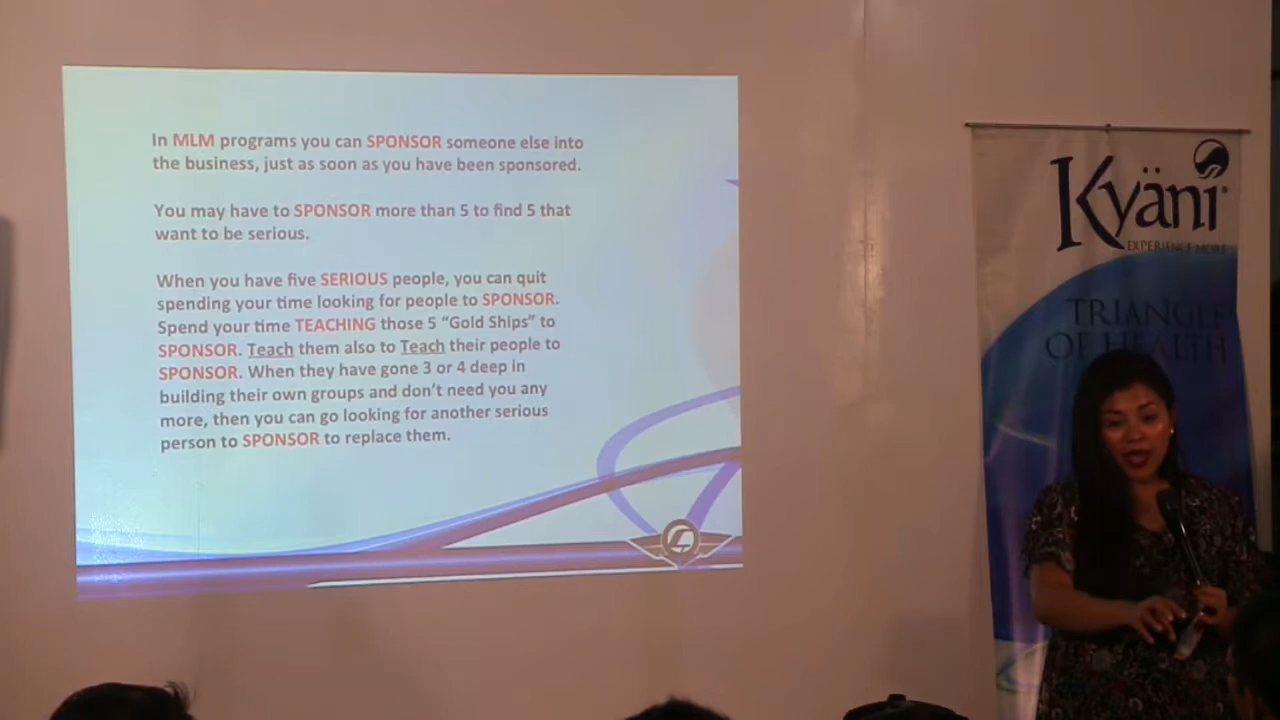 In MLM programs you can SPONSOR someone else into
the business, just as soon as you have been sponsored.
You may have to SPONSOR more than 5 to find 5 that
want to be serious.
When you have five SERIOUS people, you can quit
spending your time looking for people to SPONSOR.
Spend your time TEACHING those 5 “Gold Ships” to
SPONSOR. Teach them also to Teach their people to
SPONSOR. When they have gone 3 or 4 deep in
building their own groups and don’t need you any
more, then you can go looking for another serious
person to SPONSOR to replace them.
Kyäni®
EXPERIENCE MORE
TRIANGLE
OF HEALTH